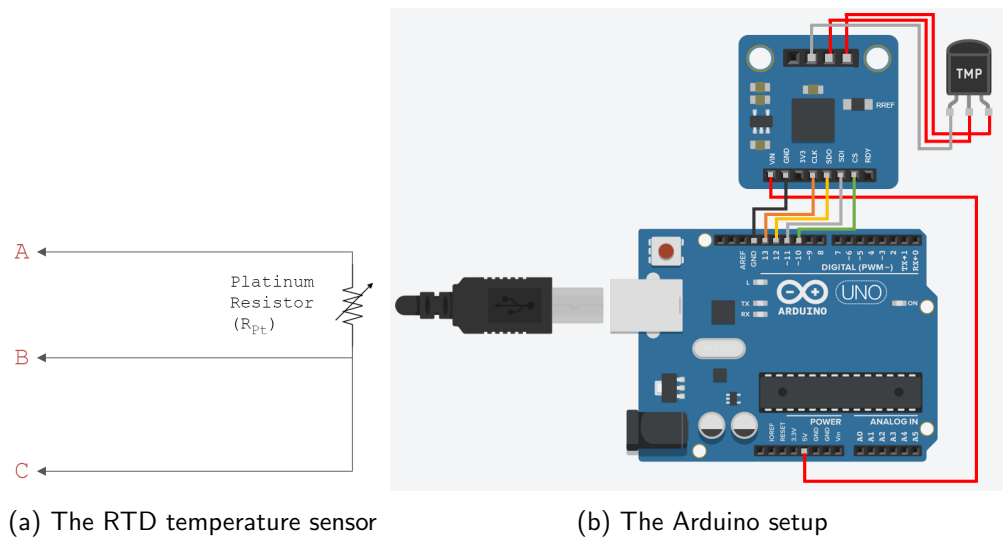 A
Platinum
Resistor
(R_Pt)
B
C
TMP
RREF
VIN
GND
3V3
CLK
SDO
SDI
CS
RDY
AREF
GND
13
12
~11
~10
~9
8
7
~6
~5
4
~3
2
TX→1
RX←0
DIGITAL (PWM~)
L
TX
RX
ARDUINO
UNO
ON
POWER
ANALOG IN
IOREF
RESET
3.3V
5V
GND
GND
Vin
A0
A1
A2
A3
A4
A5
(a) The RTD temperature sensor
(b) The Arduino setup